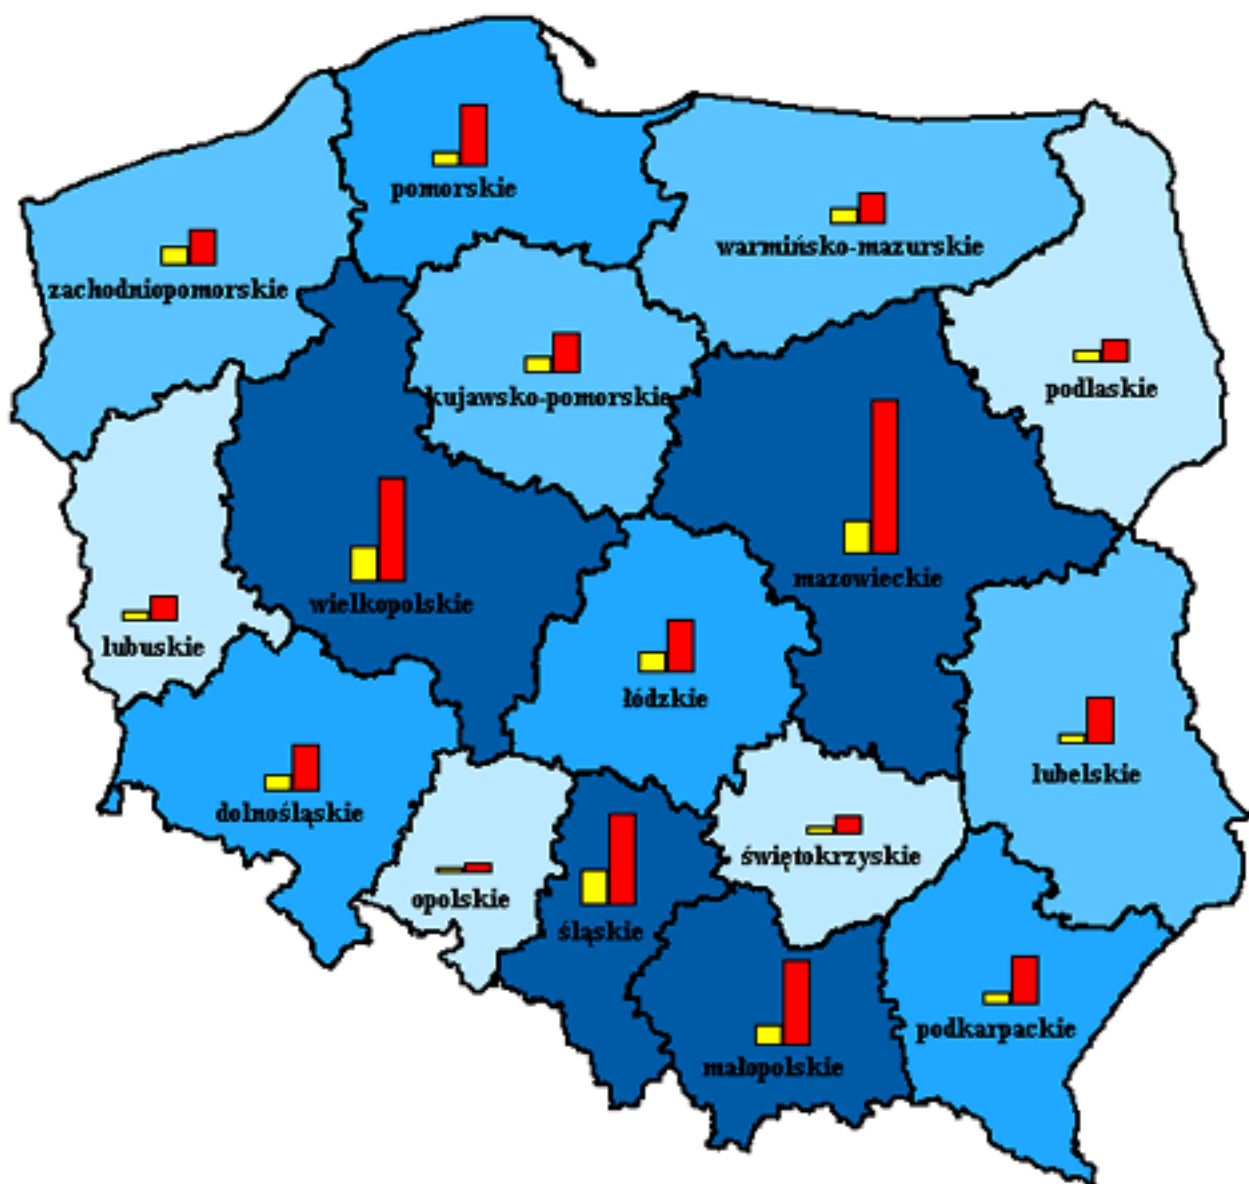 pomorskie
warmińsko-mazurskie
zachodniopomorskie
podlaskie
kujawsko-pomorskie
mazowieckie
wielkopolskie
lubuskie
łódzkie
lubelskie
dolnośląskie
świętokrzyskie
opolskie
śląskie
podkarpackie
małopolskie